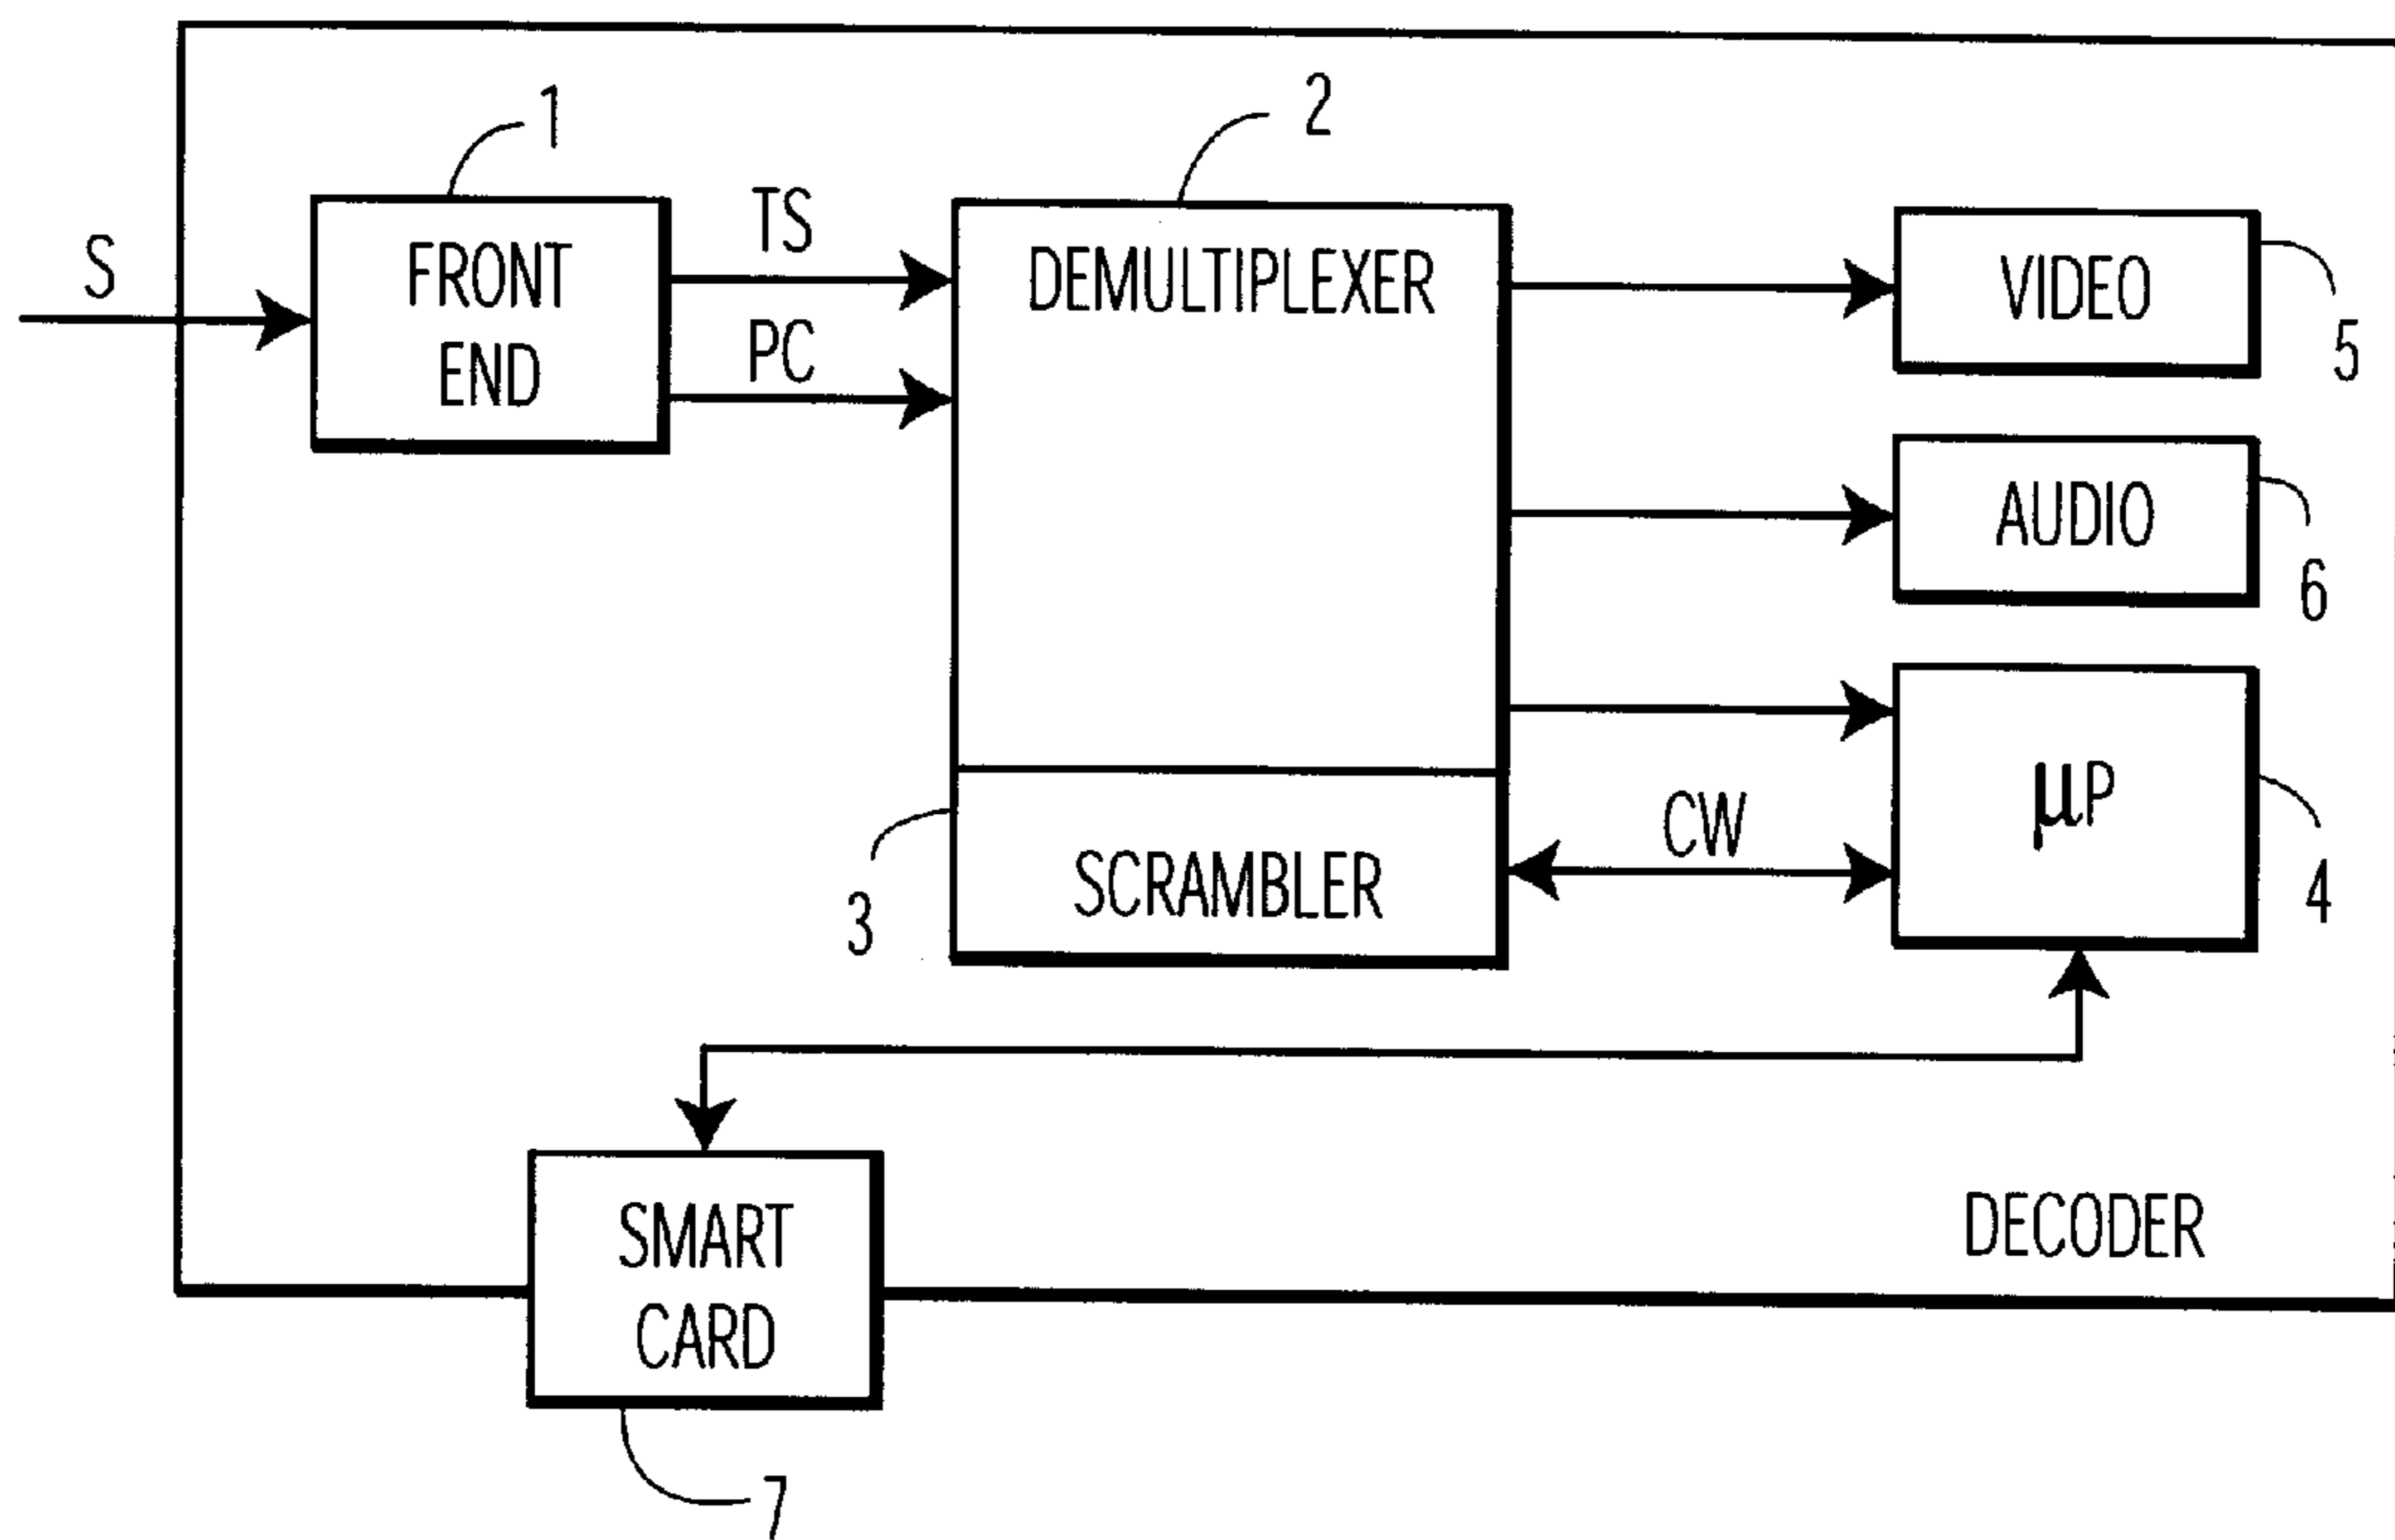 1
2
S
FRONT
END
TS
PC
DEMULTIPLEXER
VIDEO
5
AUDIO
6
µP
4
CW
SCRAMBLER
3
SMART
CARD
7
DECODER